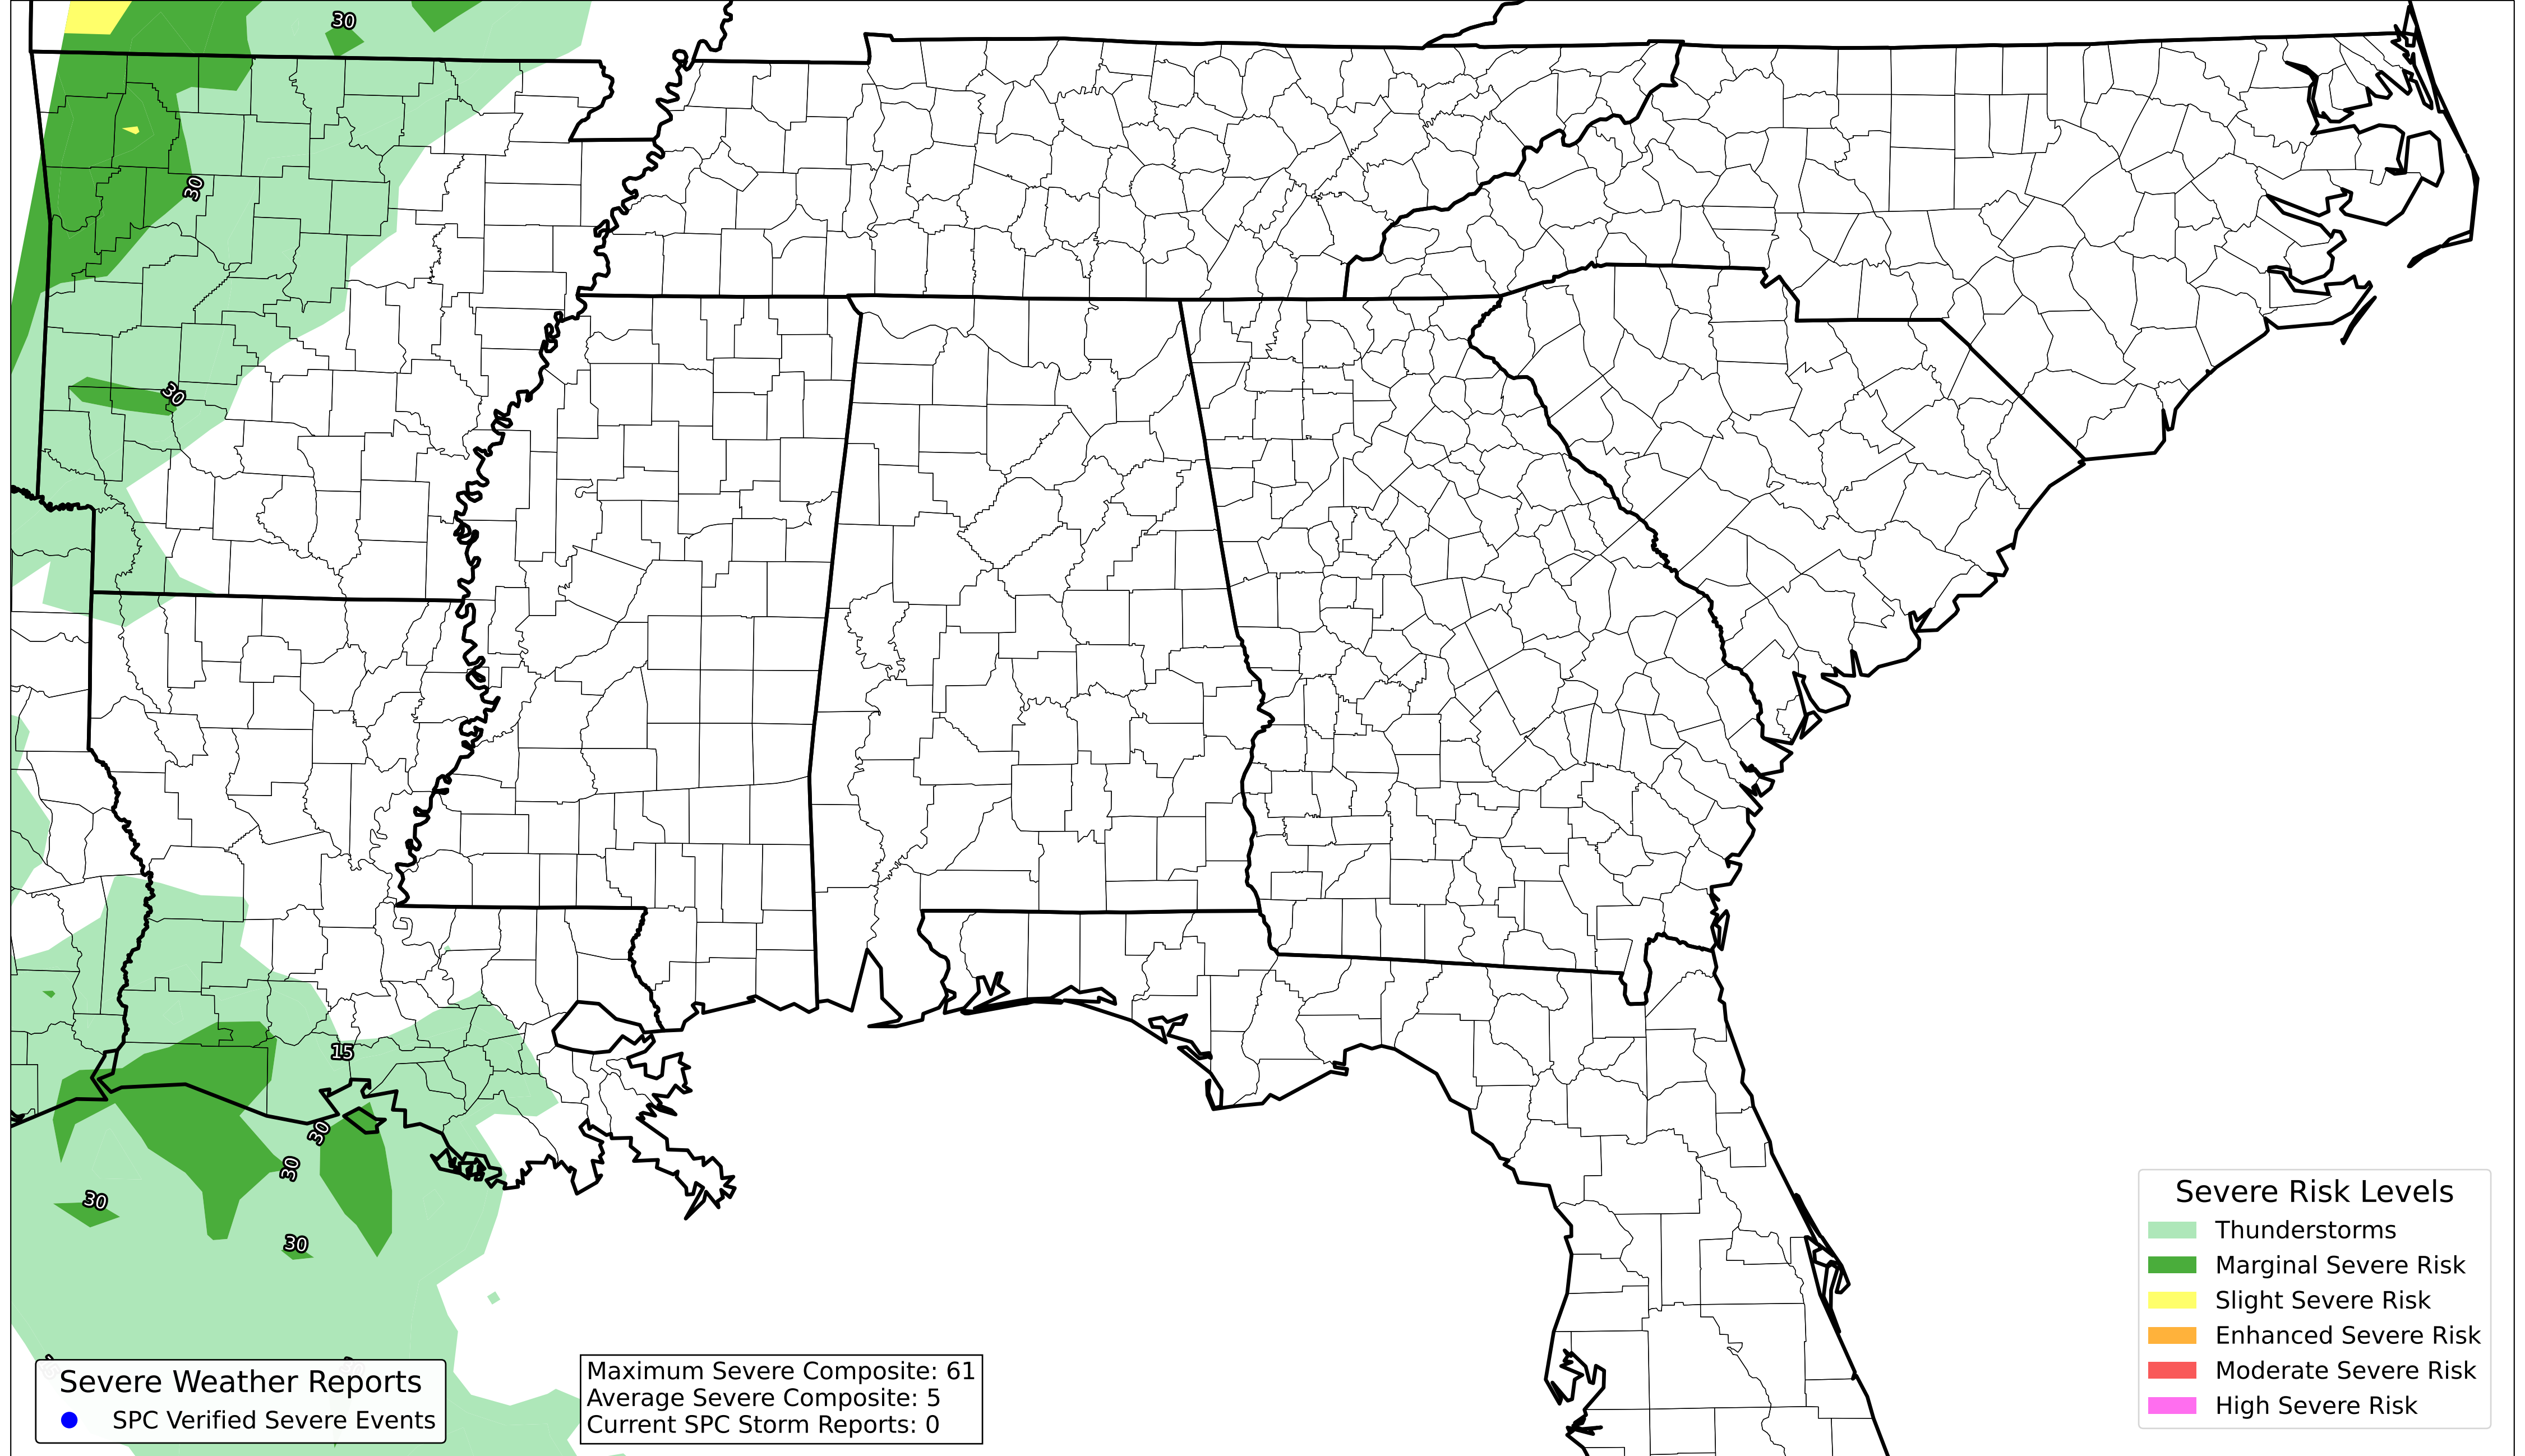 30
30
30
15
30
30
30
30
Severe Risk Levels
Thunderstorms
Marginal Severe Risk
Slight Severe Risk
Enhanced Severe Risk
Moderate Severe Risk
High Severe Risk
Severe Weather Reports
SPC Verified Severe Events
Maximum Severe Composite: 61
Average Severe Composite: 5
Current SPC Storm Reports: 0